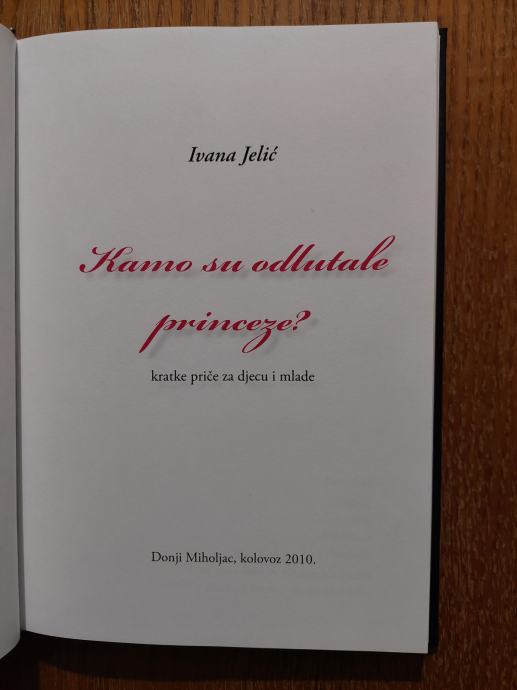 Ivana Jelić
Kamo su odlutale
princeze?
kratke priče za djecu i mlade
Donji Miholjac, kolovoz 2010.